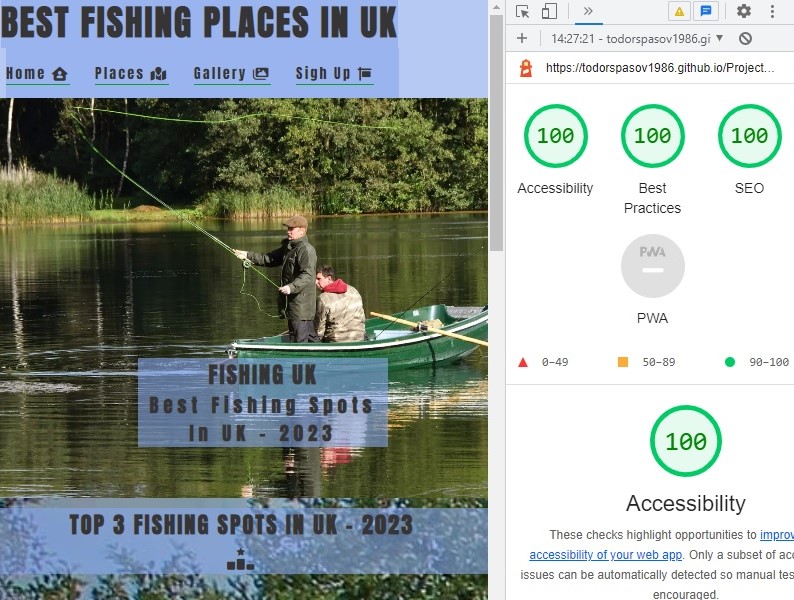 BEST FISHING PLACES IN UK
Home
Places
Gallery
Sign Up
FISHING UK
Best Fishing Spots
In UK - 2023
TOP 3 FISHING SPOTS IN UK - 2023
14:27:21 - todorspasov1986.gi
https://todorspasov1986.github.io/Project…
100
100
100
Accessibility
Best
Practices
SEO
PWA
PWA
0–49
50–89
90–100
100
Accessibility
These checks highlight opportunities to improv
accessibility of your web app. Only a subset of acc
issues can be automatically detected so manual tes
encouraged.